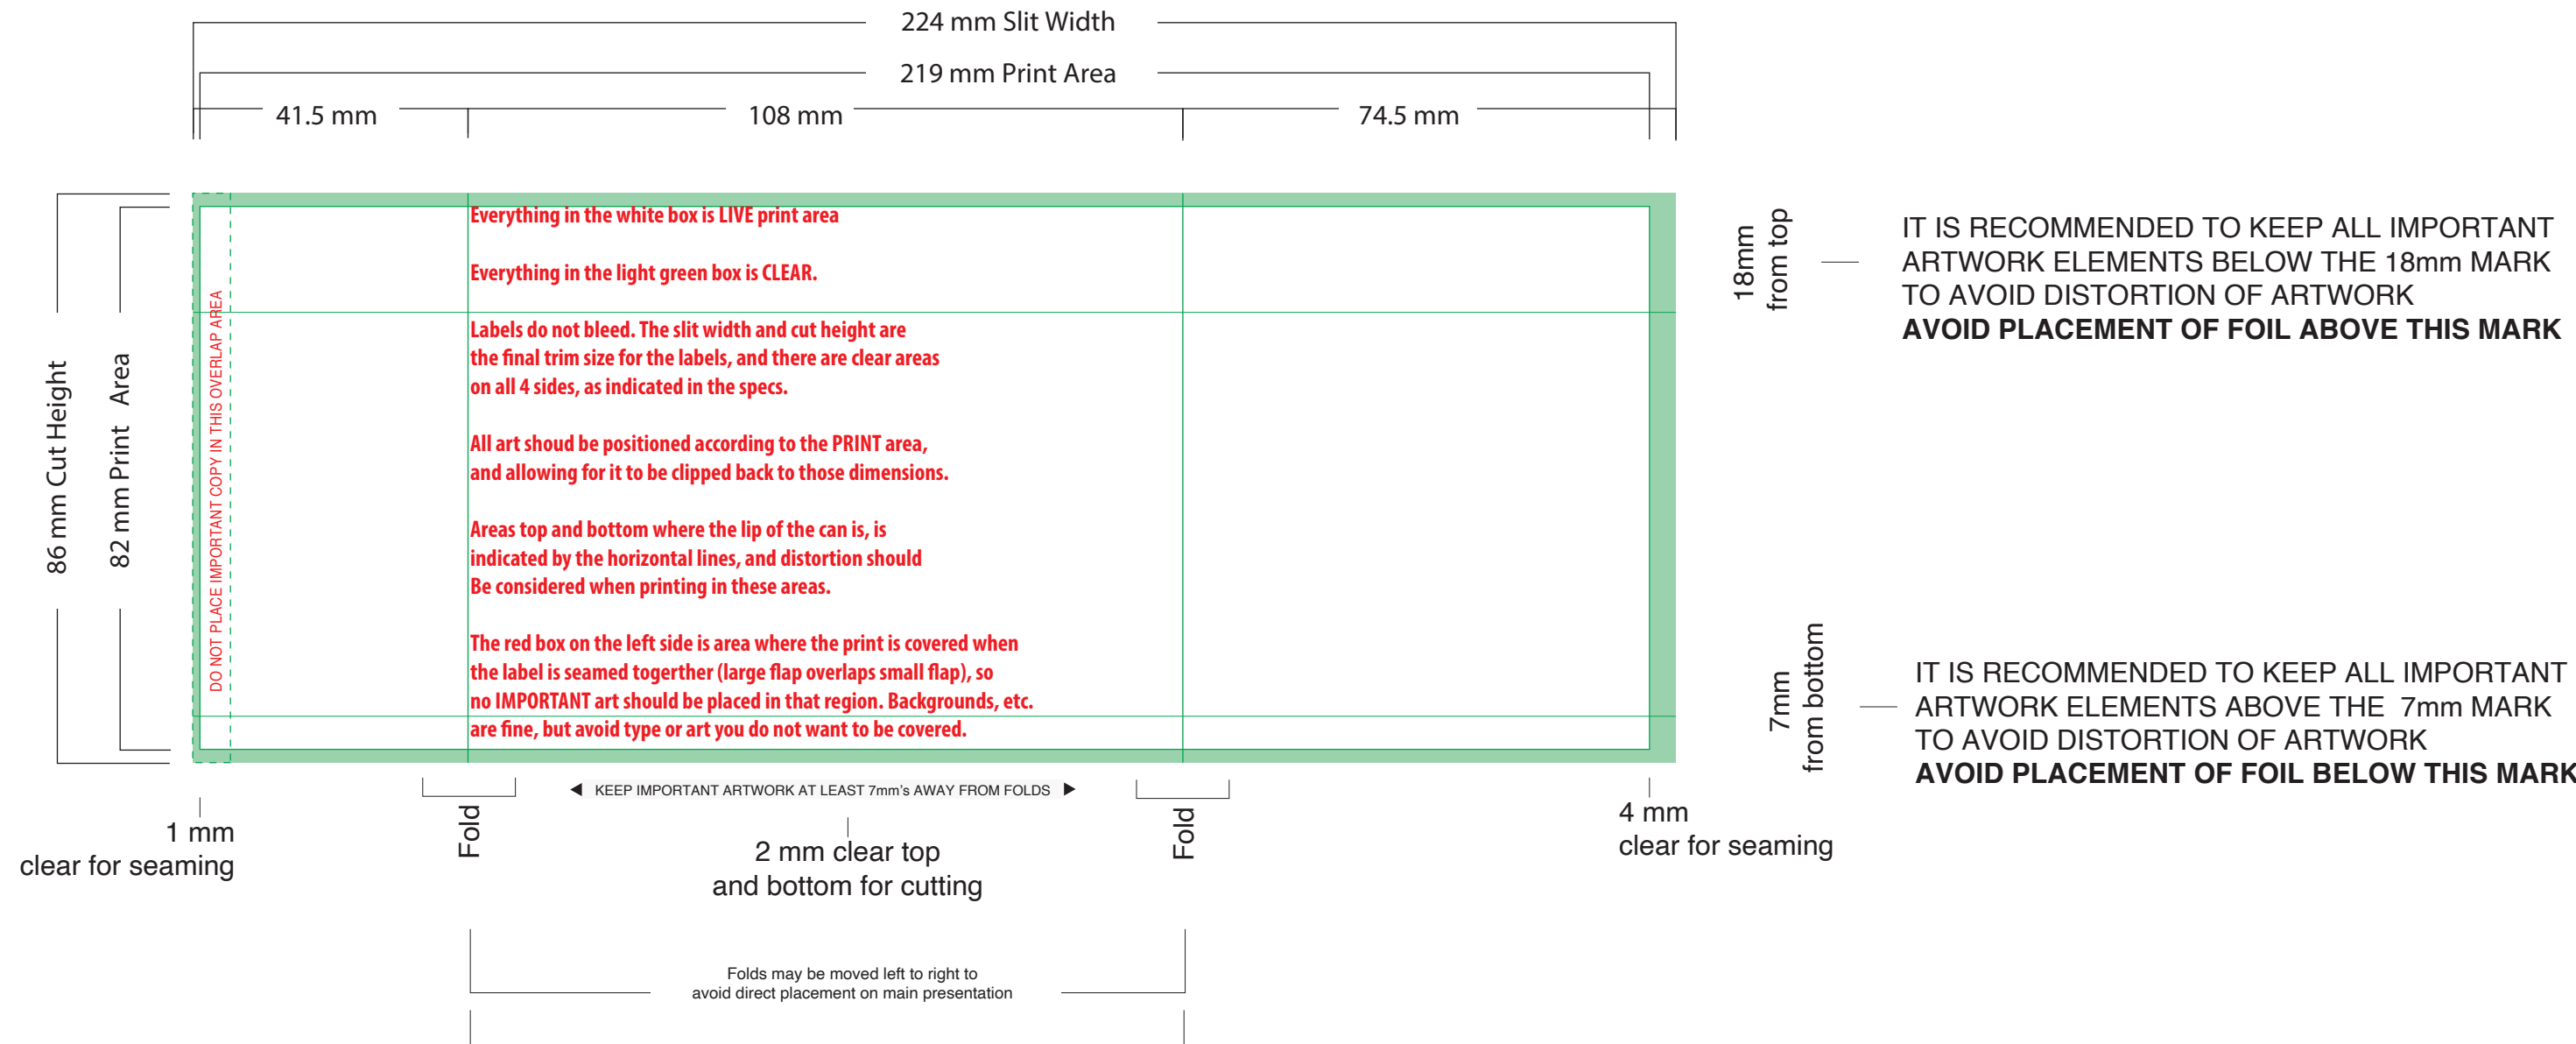 224 mm Slit Width
219 mm Print Area
41.5 mm
108 mm
74.5 mm
86 mm Cut Height
82 mm Print Area
DO NOT PLACE IMPORTANT COPY IN THIS OVERLAP AREA
Everything in the white box is LIVE print area
Everything in the light green box is CLEAR.
Labels do not bleed. The slit width and cut height are
the final trim size for the labels, and there are clear areas
on all 4 sides, as indicated in the specs.
All art shoud be positioned according to the PRINT area,
and allowing for it to be clipped back to those dimensions.
Areas top and bottom where the lip of the can is, is
indicated by the horizontal lines, and distortion should
Be considered when printing in these areas.
The red box on the left side is area where the print is covered when
the label is seamed togerther (large flap overlaps small flap), so
no IMPORTANT art should be placed in that region. Backgrounds, etc.
are fine, but avoid type or art you do not want to be covered.
18mm
from top
IT IS RECOMMENDED TO KEEP ALL IMPORTANT
ARTWORK ELEMENTS BELOW THE 18mm MARK
TO AVOID DISTORTION OF ARTWORK
AVOID PLACEMENT OF FOIL ABOVE THIS MARK
7mm
from bottom
IT IS RECOMMENDED TO KEEP ALL IMPORTANT
ARTWORK ELEMENTS ABOVE THE 7mm MARK
TO AVOID DISTORTION OF ARTWORK
AVOID PLACEMENT OF FOIL BELOW THIS MARK
KEEP IMPORTANT ARTWORK AT LEAST 7mm's AWAY FROM FOLDS
1 mm
clear for seaming
Fold
2 mm clear top
and bottom for cutting
Fold
4 mm
clear for seaming
Folds may be moved left to right to
avoid direct placement on main presentation